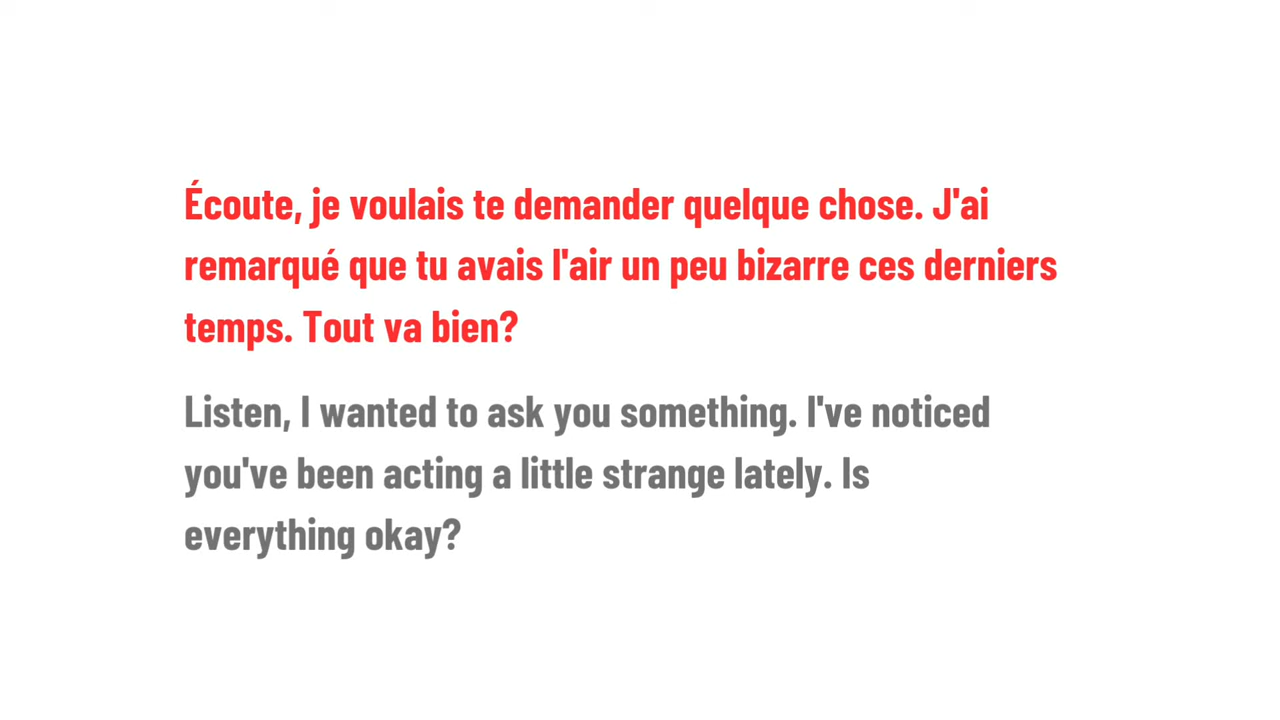 Écoute, je voulais te demander quelque chose. J'ai
remarqué que tu avais l'air un peu bizarre ces derniers
temps. Tout va bien?
Listen, I wanted to ask you something. I've noticed
you've been acting a little strange lately. Is
everything okay?